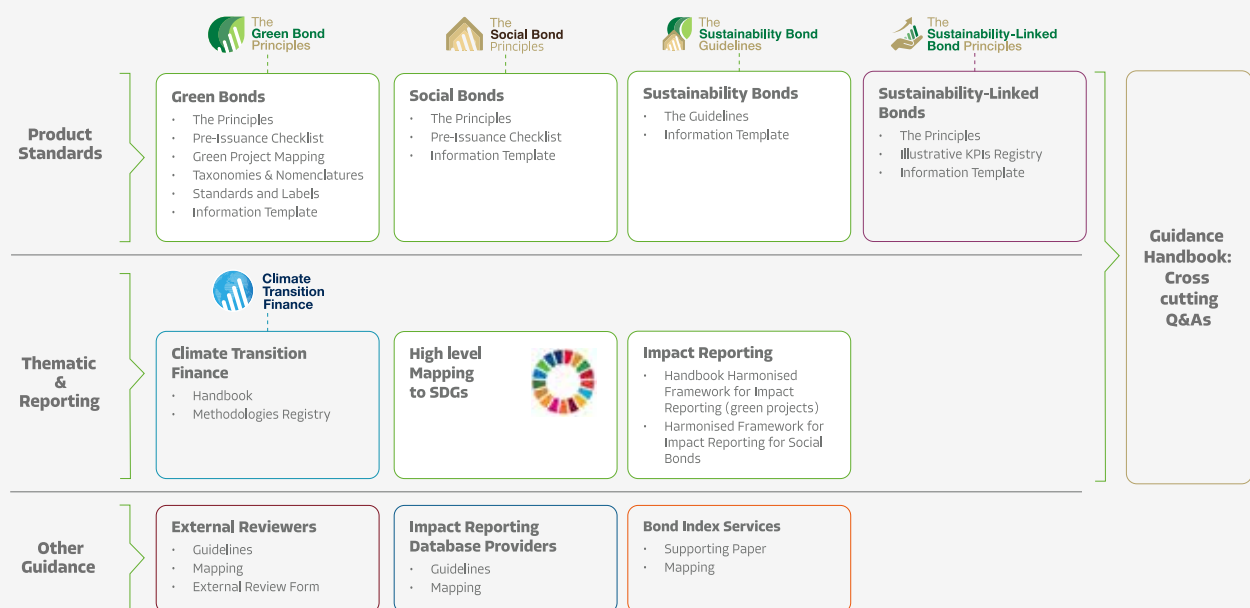 The
Green Bond
Principles
The
Social Bond
Principles
The
Sustainability Bond
Guidelines
The
Sustainability-Linked
Bond Principles
Product
Standards
Green Bonds
• The Principles
• Pre-Issuance Checklist
• Green Project Mapping
• Taxonomies & Nomenclatures
• Standards and Labels
• Information Template
Social Bonds
• The Principles
• Pre-Issuance Checklist
• Information Template
Sustainability Bonds
• The Guidelines
• Information Template
Sustainability-Linked
Bonds
• The Principles
• Illustrative KPIs Registry
• Information Template
Guidance
Handbook:
Cross
cutting
Q&As
Thematic
&
Reporting
Climate
Transition
Finance
Climate Transition
Finance
• Handbook
• Methodologies Registry
High level
Mapping
to SDGs
Impact Reporting
• Handbook Harmonised
Framework for Impact
Reporting (green projects)
• Harmonised Framework for
Impact Reporting for Social
Bonds
Other
Guidance
External Reviewers
• Guidelines
• Mapping
• External Review Form
Impact Reporting
Database Providers
• Guidelines
• Mapping
Bond Index Services
• Supporting Paper
• Mapping